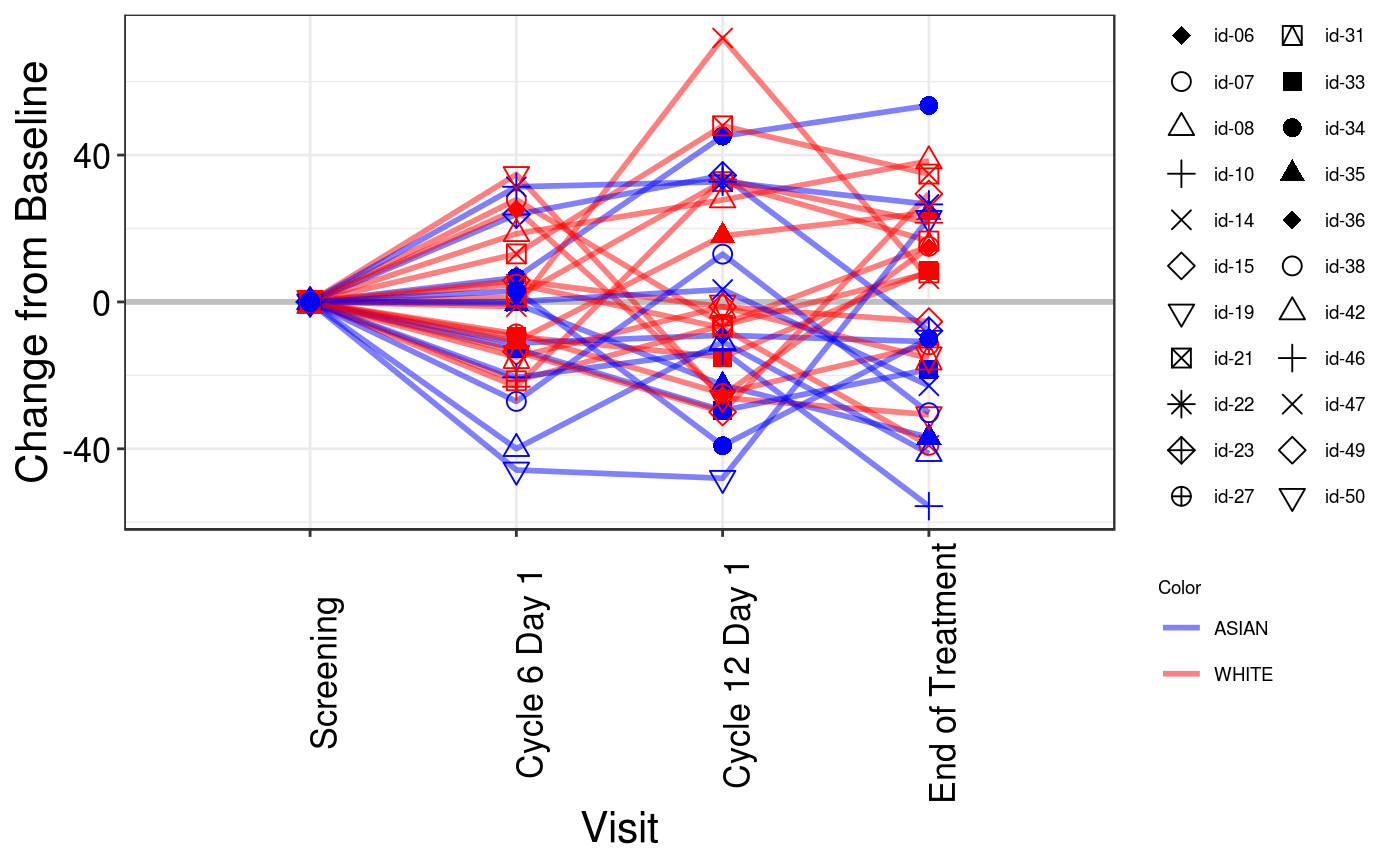 Change from Baseline
40
0
-40
Screening
Cycle 6 Day 1
Cycle 12 Day 1
End of Treatment
Visit
id-06 id-31
id-07 id-33
id-08 id-34
id-10 id-35
id-14 id-36
id-15 id-38
id-19 id-42
id-21 id-46
id-22 id-47
id-23 id-49
id-27 id-50
Color
ASIAN
WHITE